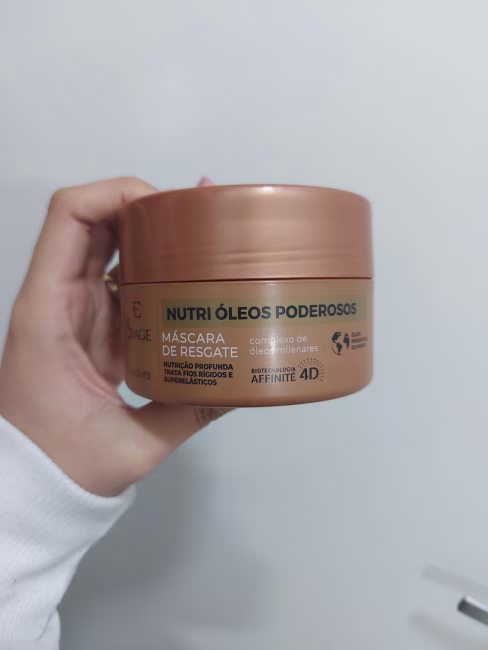 NUTRI ÓLEOS PODEROSOS
MÁSCARA
DE RESGATE
NUTRIÇÃO PROFUNDA
TRATA FIOS RÍGIDOS E
SUPERELÁSTICOS
complexo de
óleos milenares
BIOTECNOLOGIA
AFFINITÉ 4D